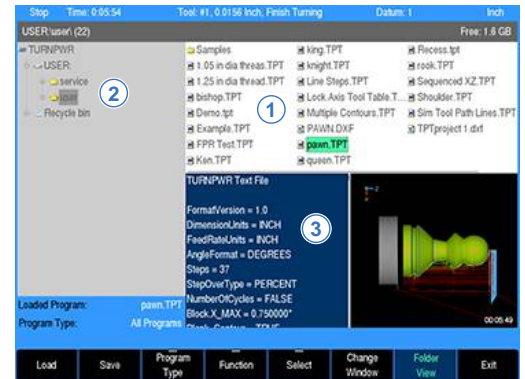 Stop Time: 0:05:54 Tool: #1, 0.0156 Inch, Finish Turning Datum: 1 Inch
USER:\user\ (22) Free: 1.6 GB
TURNPWR
USER
service
user
Recycle bin
2
Samples
1.05 in dia threas.TPT
1.25 in dia thread.TPT
bishop.TPT
Demo.tpt
Example.TPT
FPR Test.TPT
Ken.TPT
king.TPT
knight.TPT
Line Steps.TPT
Lock Axis Tool Table.T...
Multiple Contours.TPT
PAWN.DXF
pawn.TPT
queen.TPT
Recess.tpt
rook.TPT
Sequenced XZ.TPT
Shoulder.TPT
Sim Tool Path Lines.TPT
TPTproject 1.dxf
1
TURNPWR Text File
FormatVersion = 1.0
DimensionUnits = INCH
FeedRateUnits = INCH
AngleFormat = DEGREES
Steps = 37
StepOverType = PERCENT
NumberOfCycles = FALSE
Block.X_MAX = 0.750000"
3
00:05:49
Loaded Program: pawn.TPT
Program Type: All Programs
Load Save Program Type Function Select Change Window Folder View Exit